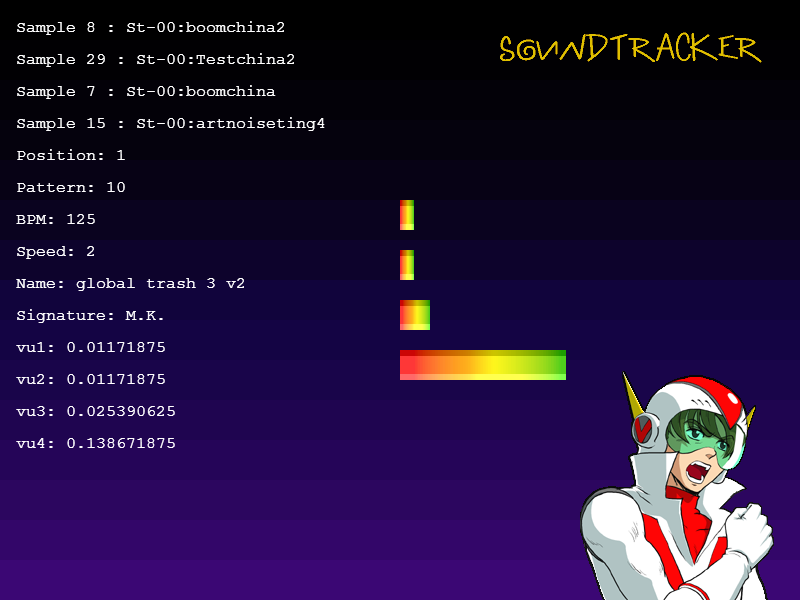 Sample 8 : St-00:boomchina2
SOUNDTRACKER
Sample 29 : St-00:Testchina2
Sample 7 : St-00:boomchina
Sample 15 : St-00:artnoiseting4
Position: 1
Pattern: 10
BPM: 125
Speed: 2
Name: global trash 3 v2
Signature: M.K.
vu1: 0.01171875
vu2: 0.01171875
vu3: 0.025390625
vu4: 0.138671875